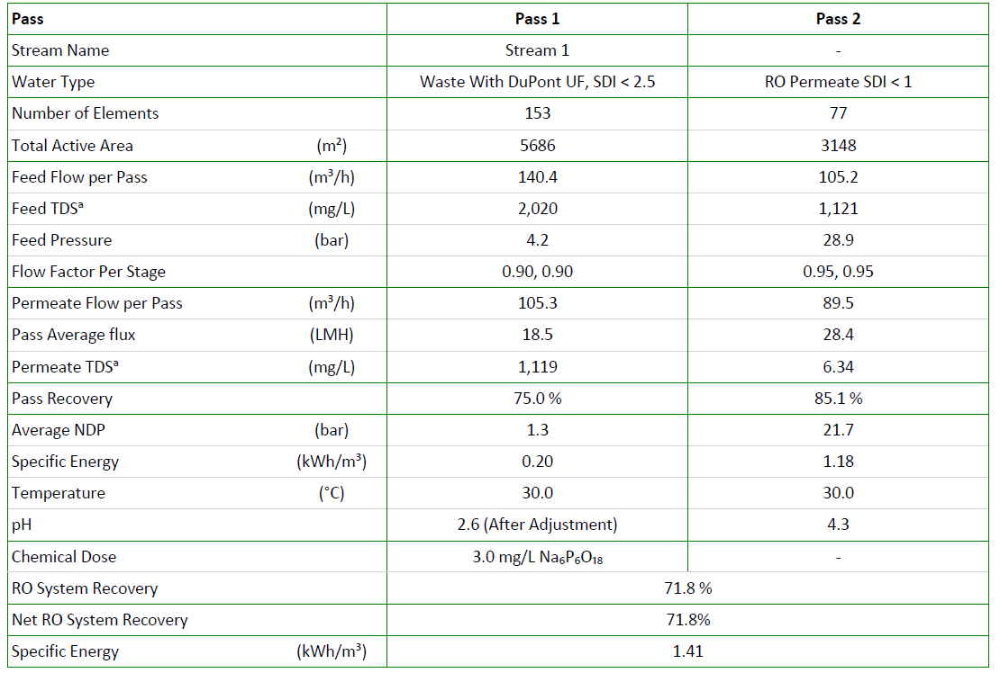 Pass Pass 1 Pass 2
Stream Name Stream 1 -
Water Type Waste With DuPont UF, SDI < 2.5 RO Permeate SDI < 1
Number of Elements 153 77
Total Active Area (m²) 5686 3148
Feed Flow per Pass (m³/h) 140.4 105.2
Feed TDSᵃ (mg/L) 2,020 1,121
Feed Pressure (bar) 4.2 28.9
Flow Factor Per Stage 0.90, 0.90 0.95, 0.95
Permeate Flow per Pass (m³/h) 105.3 89.5
Pass Average flux (LMH) 18.5 28.4
Permeate TDSᵃ (mg/L) 1,119 6.34
Pass Recovery 75.0 % 85.1 %
Average NDP (bar) 1.3 21.7
Specific Energy (kWh/m³) 0.20 1.18
Temperature (°C) 30.0 30.0
pH 2.6 (After Adjustment) 4.3
Chemical Dose 3.0 mg/L Na₆P₆O₁₈ -
RO System Recovery 71.8 %
Net RO System Recovery 71.8%
Specific Energy (kWh/m³) 1.41